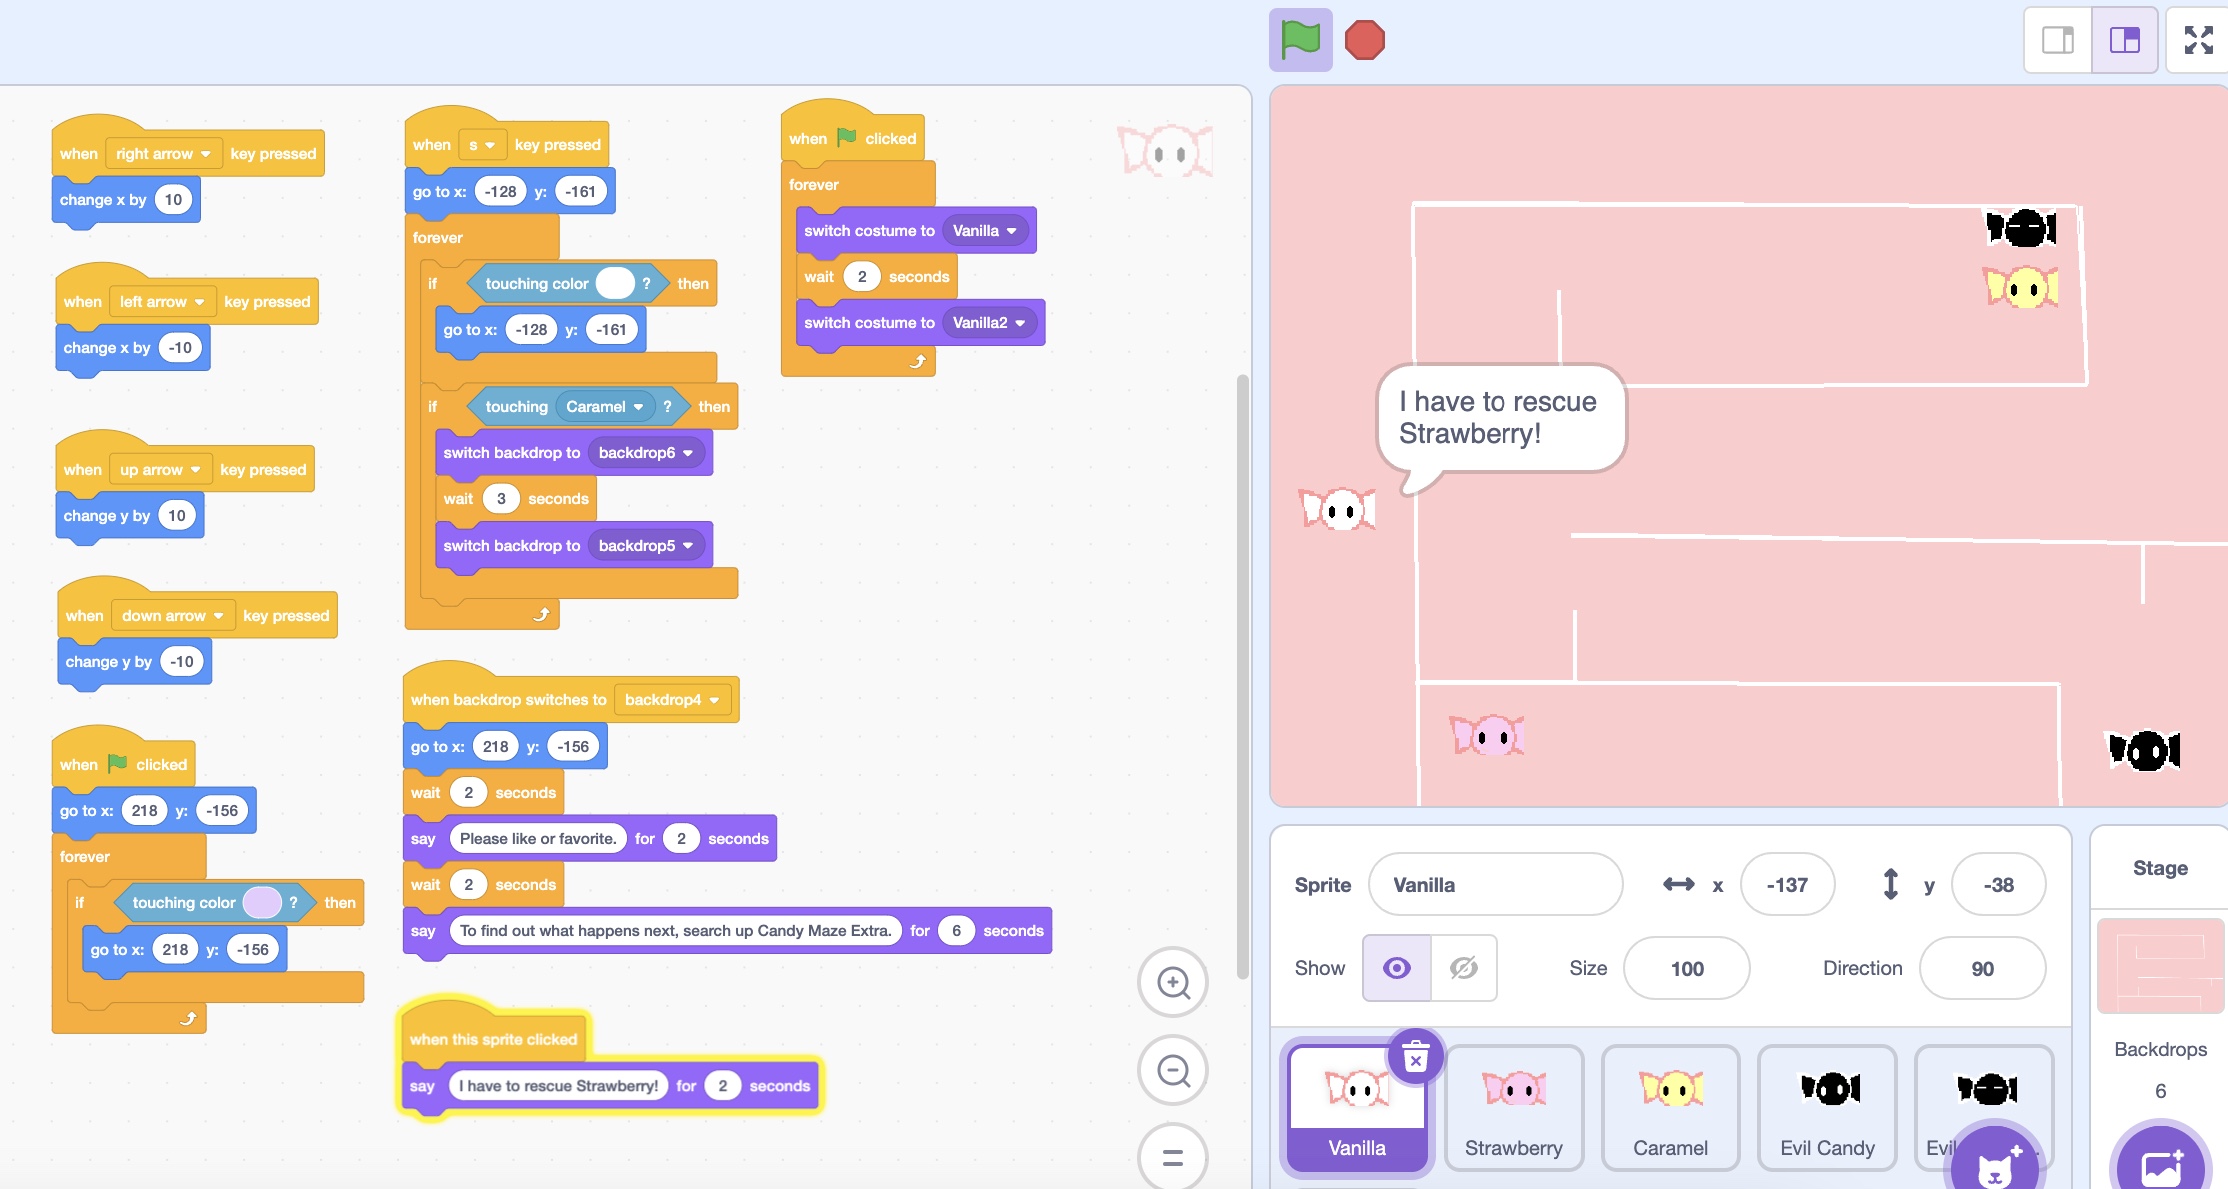 when right arrow key pressed
change x by 10
when left arrow key pressed
change x by -10
when up arrow key pressed
change y by 10
when down arrow key pressed
change y by -10
when clicked
go to x: 218 y: -156
forever
if touching color ? then
go to x: 218 y: -156
when s key pressed
go to x: -128 y: -161
forever
if touching color ? then
go to x: -128 y: -161
if touching Caramel ? then
switch backdrop to backdrop6
wait 3 seconds
switch backdrop to backdrop5
when backdrop switches to backdrop4
go to x: 218 y: -156
wait 2 seconds
say Please like or favorite. for 2 seconds
wait 2 seconds
say To find out what happens next, search up Candy Maze Extra. for 6 seconds
when this sprite clicked
say I have to rescue Strawberry! for 2 seconds
when clicked
forever
switch costume to Vanilla
wait 2 seconds
switch costume to Vanilla2
I have to rescue
Strawberry!
Sprite Vanilla x -137 y -38
Show Size 100 Direction 90
Vanilla
Strawberry
Caramel
Evil Candy
Stage
Backdrops
6